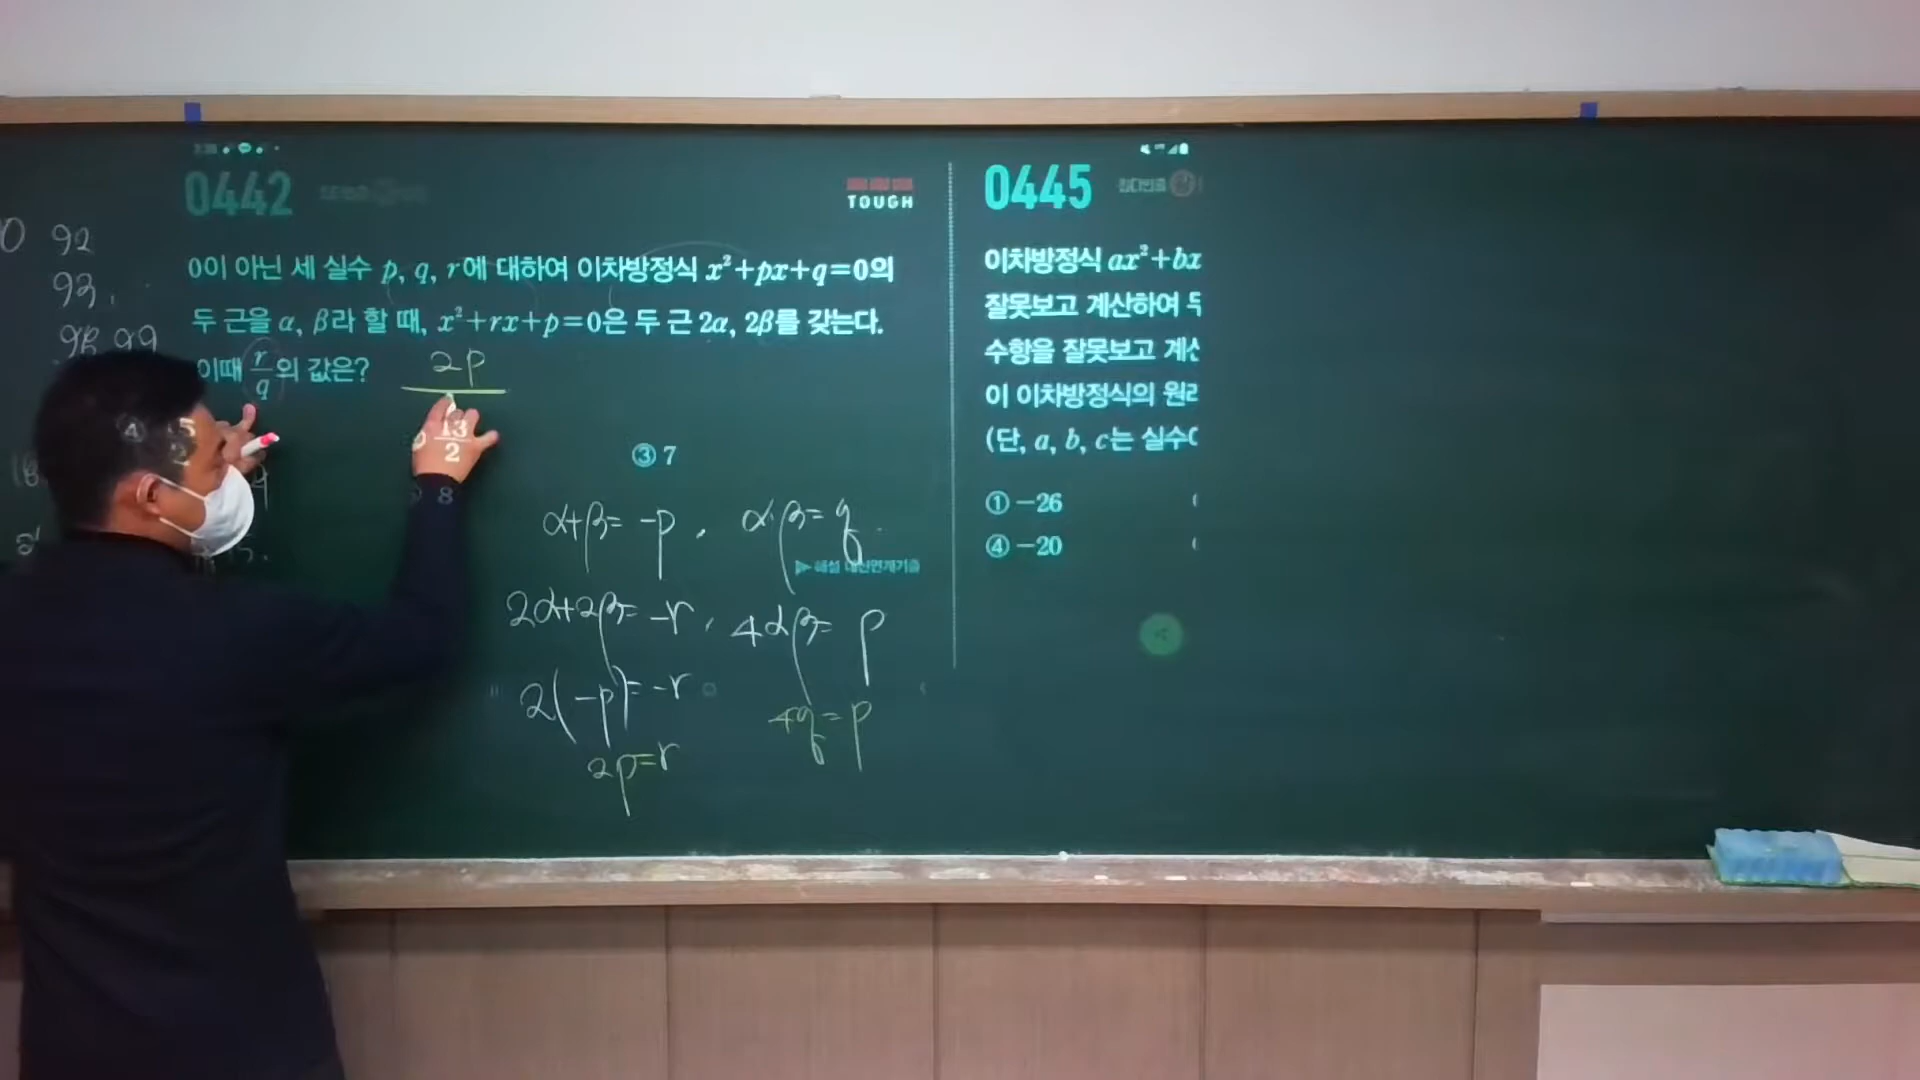 0442
TOUGH
0이 아닌 세 실수 p, q, r에 대하여 이차방정식 x²+px+q=0의
두 근을 α, β라 할 때, x²+rx+p=0은 두 근 2α, 2β를 갖는다.
이때 r/q의 값은?
2p
13/2
③ 7
④
8
α+β=-p, α·β=q
▶ 해설 내신연계기출
2α+2β=-r, 4αβ=p
2(-p)=-r
4q=p
2p=r
0445
이차방정식 ax²+bx
잘못보고 계산하여 두
수항을 잘못보고 계산
이 이차방정식의 원래
(단, a, b, c는 실수이
① -26
④ -20
92
93,
98 99